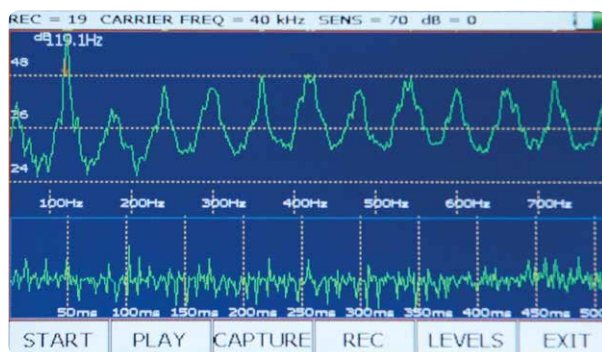 REC = 19 CARRIER FREQ = 40 kHz SENS = 70 dB = 0
dB 119.1Hz
48
36
24
100Hz 200Hz 300Hz 400Hz 500Hz 600Hz 700Hz
50ms 100ms 150ms 200ms 250ms 300ms 350ms 400ms 450ms 500
START PLAY CAPTURE REC LEVELS EXIT